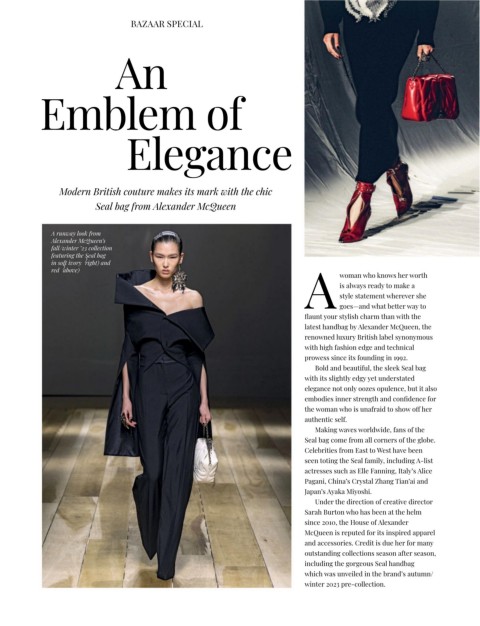 BAZAAR SPECIAL
An
Emblem of
Elegance
Modern British couture makes its mark with the chic
Seal bag from Alexander McQueen
A runway look from
Alexander McQueen's
fall/winter '23 collection
featuring the Seal bag
in soft ivory (right) and
red (above)
A woman who knows her worth
is always ready to make a
style statement wherever she
goes—and what better way to
flaunt your stylish charm than with the
latest handbag by Alexander McQueen, the
renowned luxury British label synonymous
with high fashion edge and technical
prowess since its founding in 1992.
Bold and beautiful, the sleek Seal bag
with its slightly edgy yet understated
elegance not only oozes opulence, but it also
embodies inner strength and confidence for
the woman who is unafraid to show off her
authentic self.
Making waves worldwide, fans of the
Seal bag come from all corners of the globe.
Celebrities from East to West have been
seen toting the Seal family, including A-list
actresses such as Elle Fanning, Italy's Alice
Pagani, China's Crystal Zhang Tian'ai and
Japan's Ayaka Miyoshi.
Under the direction of creative director
Sarah Burton who has been at the helm
since 2010, the House of Alexander
McQueen is reputed for its inspired apparel
and accessories. Credit is due her for many
outstanding collections season after season,
including the gorgeous Seal handbag
which was unveiled in the brand's autumn/
winter 2023 pre-collection.